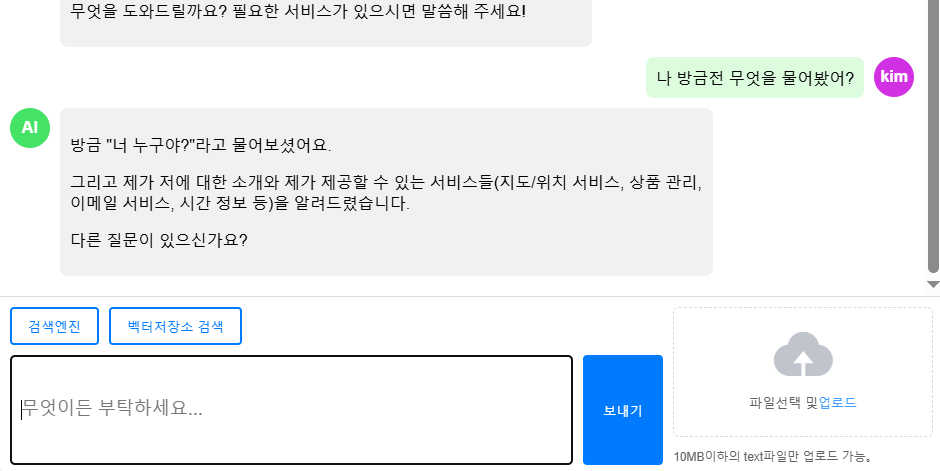 무엇을 도와드릴까요? 필요한 서비스가 있으시면 말씀해 주세요!
나 방금전 무엇을 물어봤어?
kim
AI
방금 "너 누구야?"라고 물어보셨어요.
그리고 제가 저에 대한 소개와 제가 제공할 수 있는 서비스들(지도/위치 서비스, 상품 관리,
이메일 서비스, 시간 정보 등)을 알려드렸습니다.
다른 질문이 있으신가요?
검색엔진
벡터저장소 검색
무엇이든 부탁하세요...
보내기
파일선택 및업로드
10MB이하의 text파일만 업로드 가능。